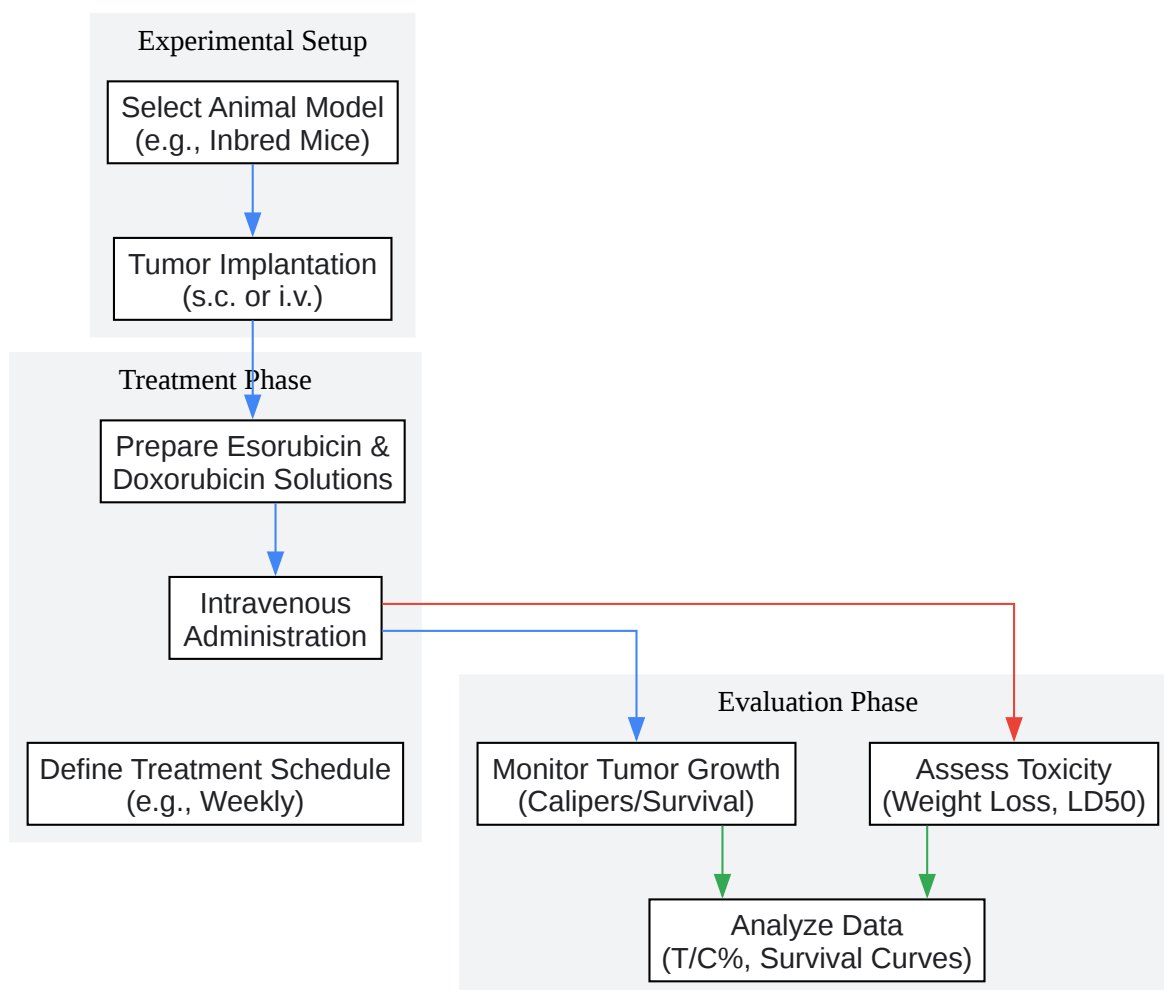 Experimental Setup
Select Animal Model
(e.g., Inbred Mice)
Tumor Implantation
(s.c. or i.v.)
Treatment Phase
Prepare Esorubicin &
Doxorubicin Solutions
Intravenous
Administration
Define Treatment Schedule
(e.g., Weekly)
Evaluation Phase
Monitor Tumor Growth
(Calipers/Survival)
Assess Toxicity
(Weight Loss, LD50)
Analyze Data
(T/C%, Survival Curves)